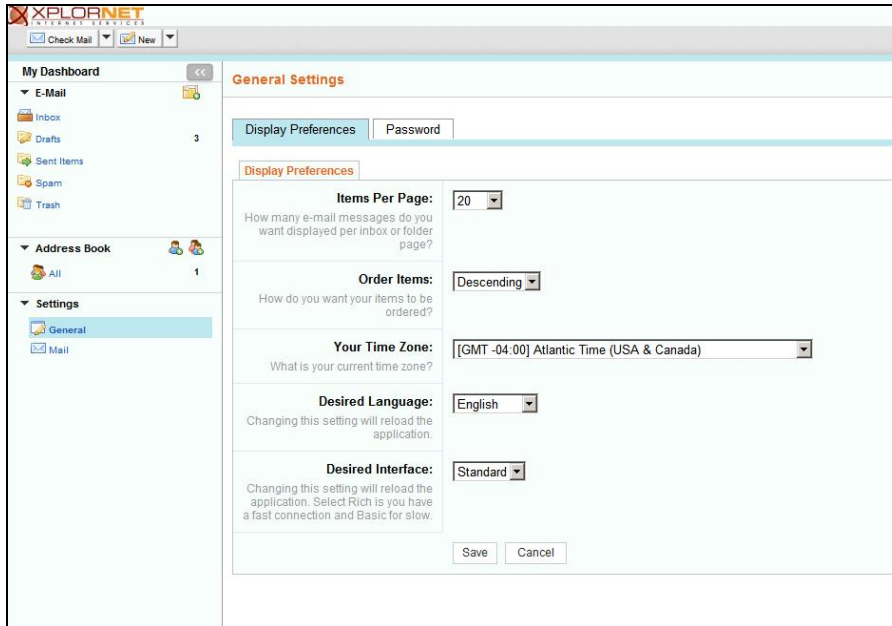 XPLORNET
INTERNET SERVICES
Check Mail New
My Dashboard <<
E-Mail
Inbox
Drafts 3
Sent Items
Spam
Trash
Address Book
All 1
Settings
General
Mail
General Settings
Display Preferences Password
Display Preferences
Items Per Page: 20
How many e-mail messages do you
want displayed per inbox or folder
page?
Order Items: Descending
How do you want your items to be
ordered?
Your Time Zone: [GMT -04:00] Atlantic Time (USA & Canada)
What is your current time zone?
Desired Language: English
Changing this setting will reload the
application.
Desired Interface: Standard
Changing this setting will reload the
application. Select Rich is you have
a fast connection and Basic for slow.
Save Cancel